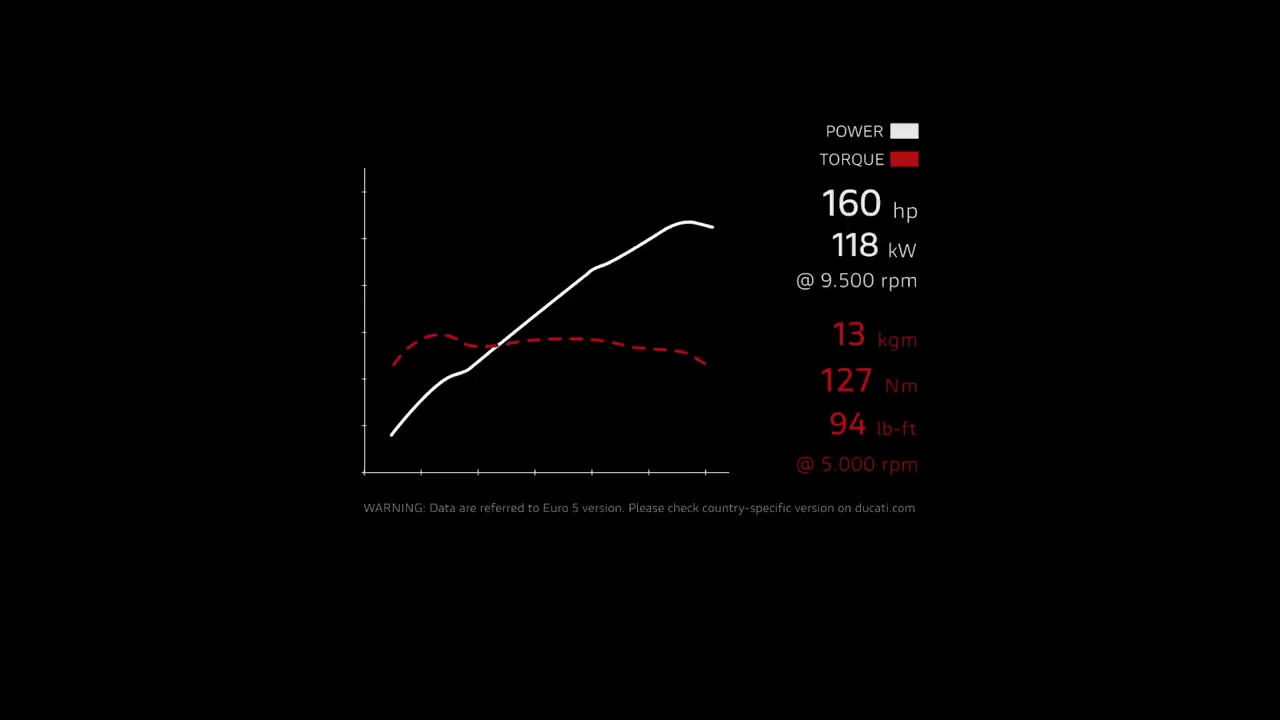 POWER
TORQUE
160 hp
118 kW
@ 9.500 rpm
13 kgm
127 Nm
94 lb-ft
@ 5.000 rpm
WARNING: Data are referred to Euro 5 version. Please check country-specific version on ducati.com